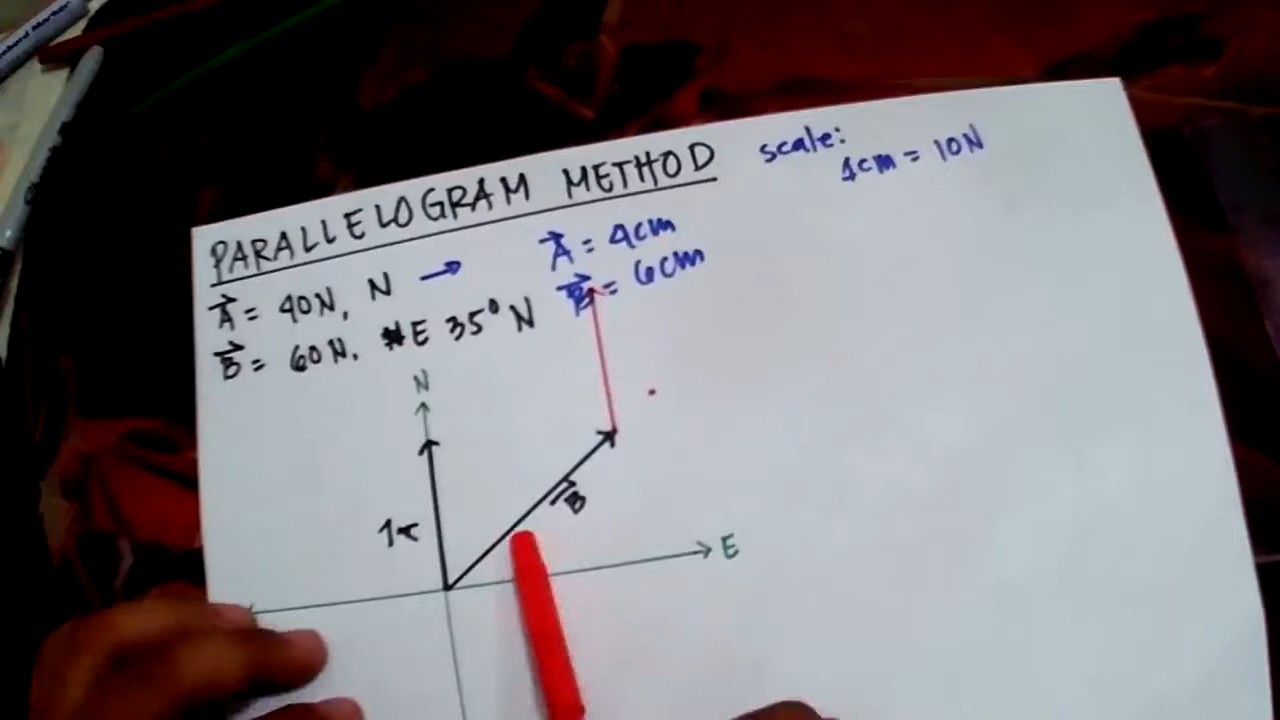 PARALLELOGRAM METHOD
scale:
1cm = 10N
A = 40N, N → A = 4cm
B = 60N, E 35° N B = 6cm
N
A
B
E